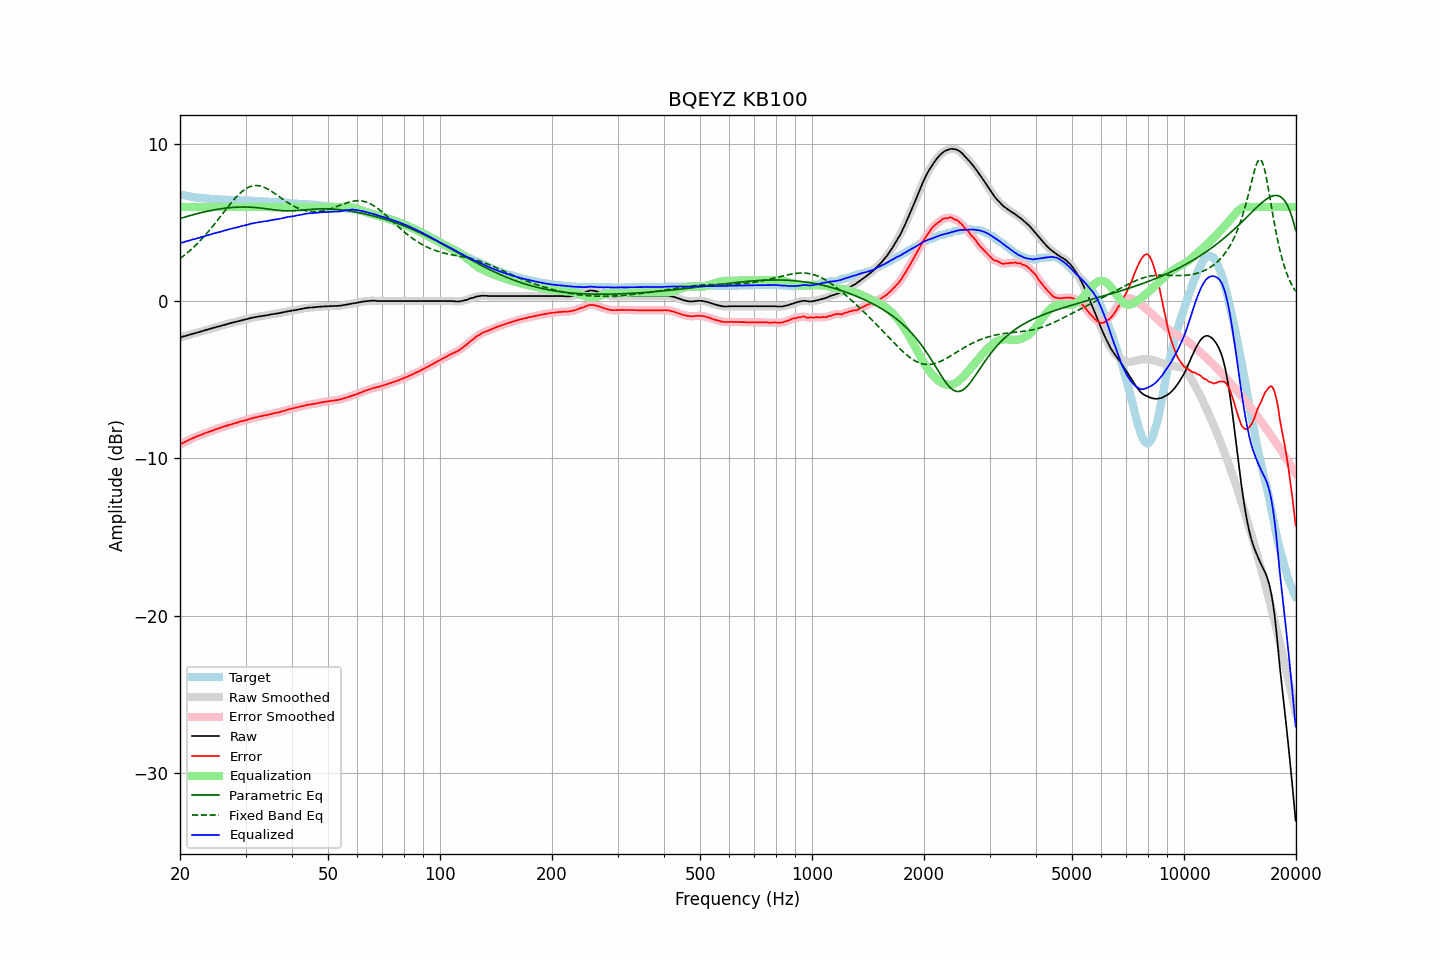 BQEYZ KB100
10
0
−10
−20
−30
Amplitude (dBr)
Target
Raw Smoothed
Error Smoothed
Raw
Error
Equalization
Parametric Eq
Fixed Band Eq
Equalized
20 50 100 200 500 1000 2000 5000 10000 20000
Frequency (Hz)